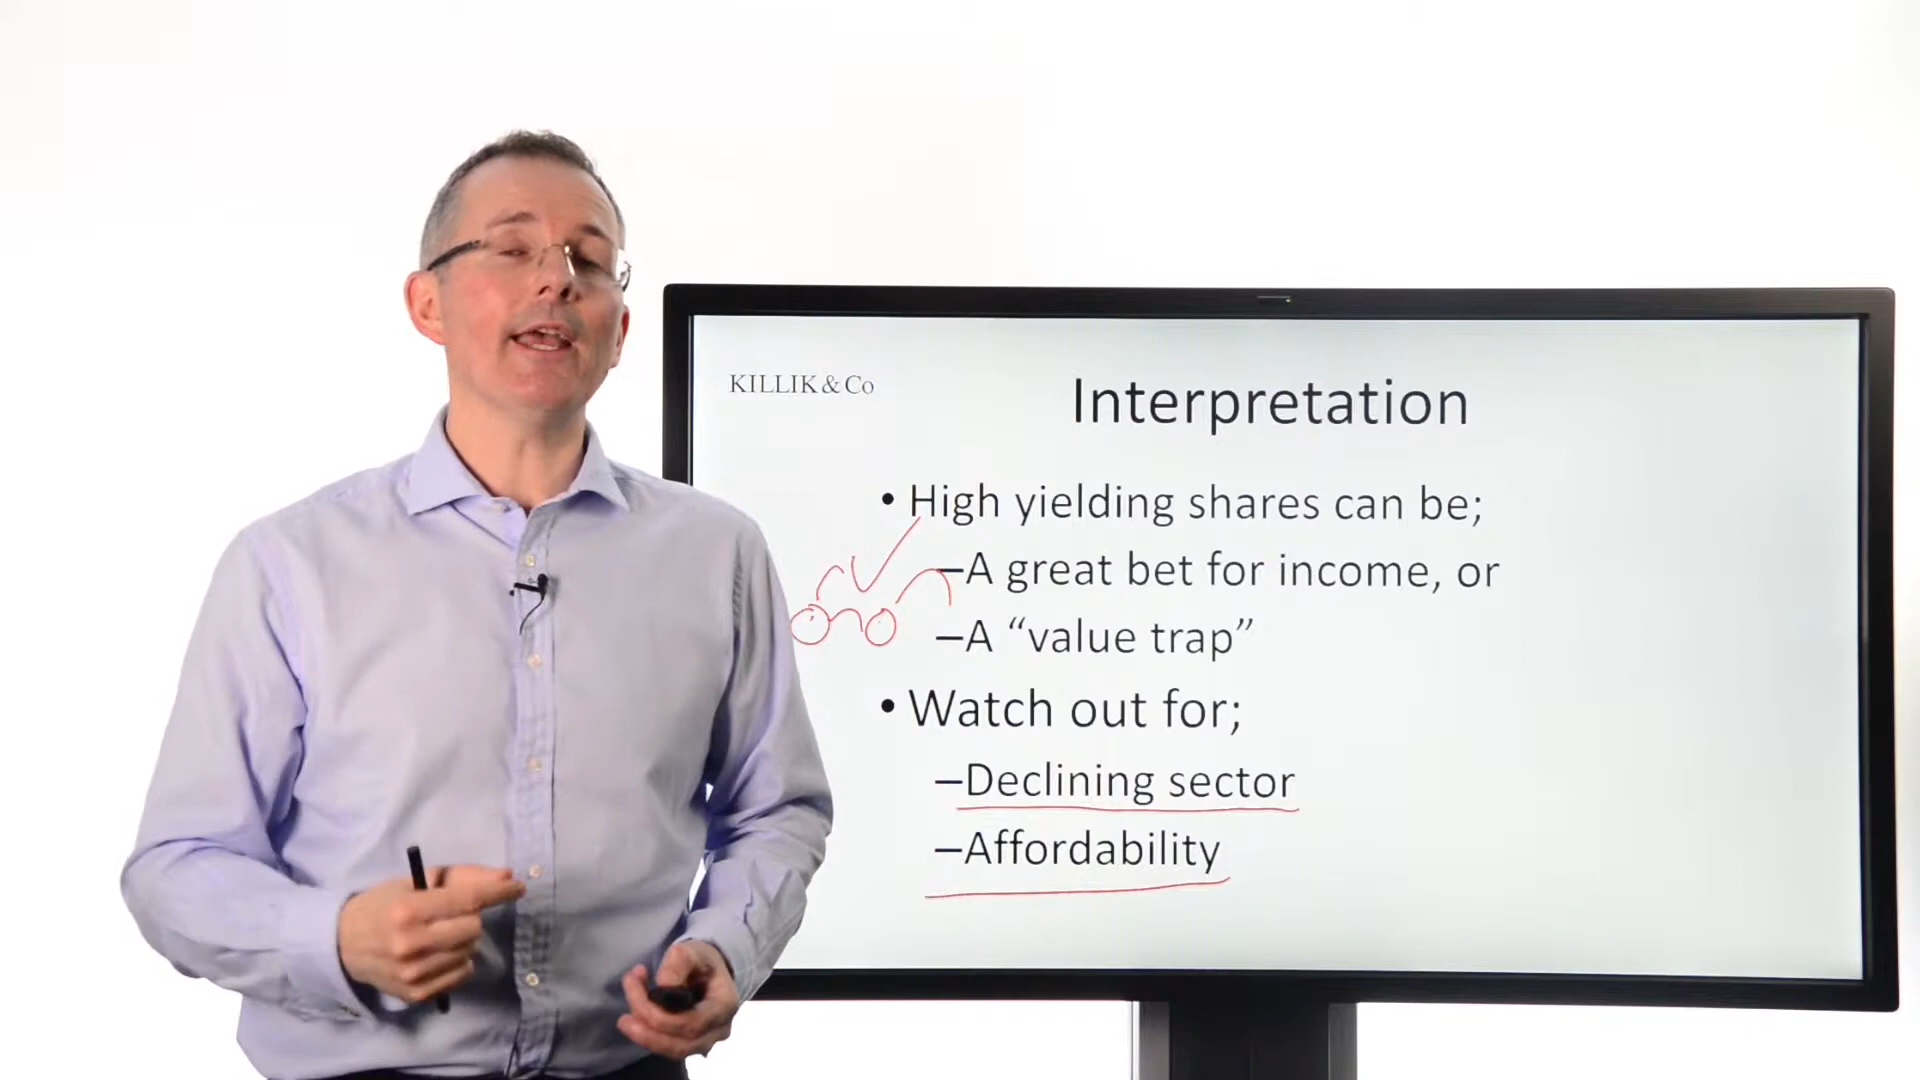 KILLIK & Co
Interpretation
• High yielding shares can be;
–A great bet for income, or
–A “value trap”
• Watch out for;
–Declining sector
–Affordability